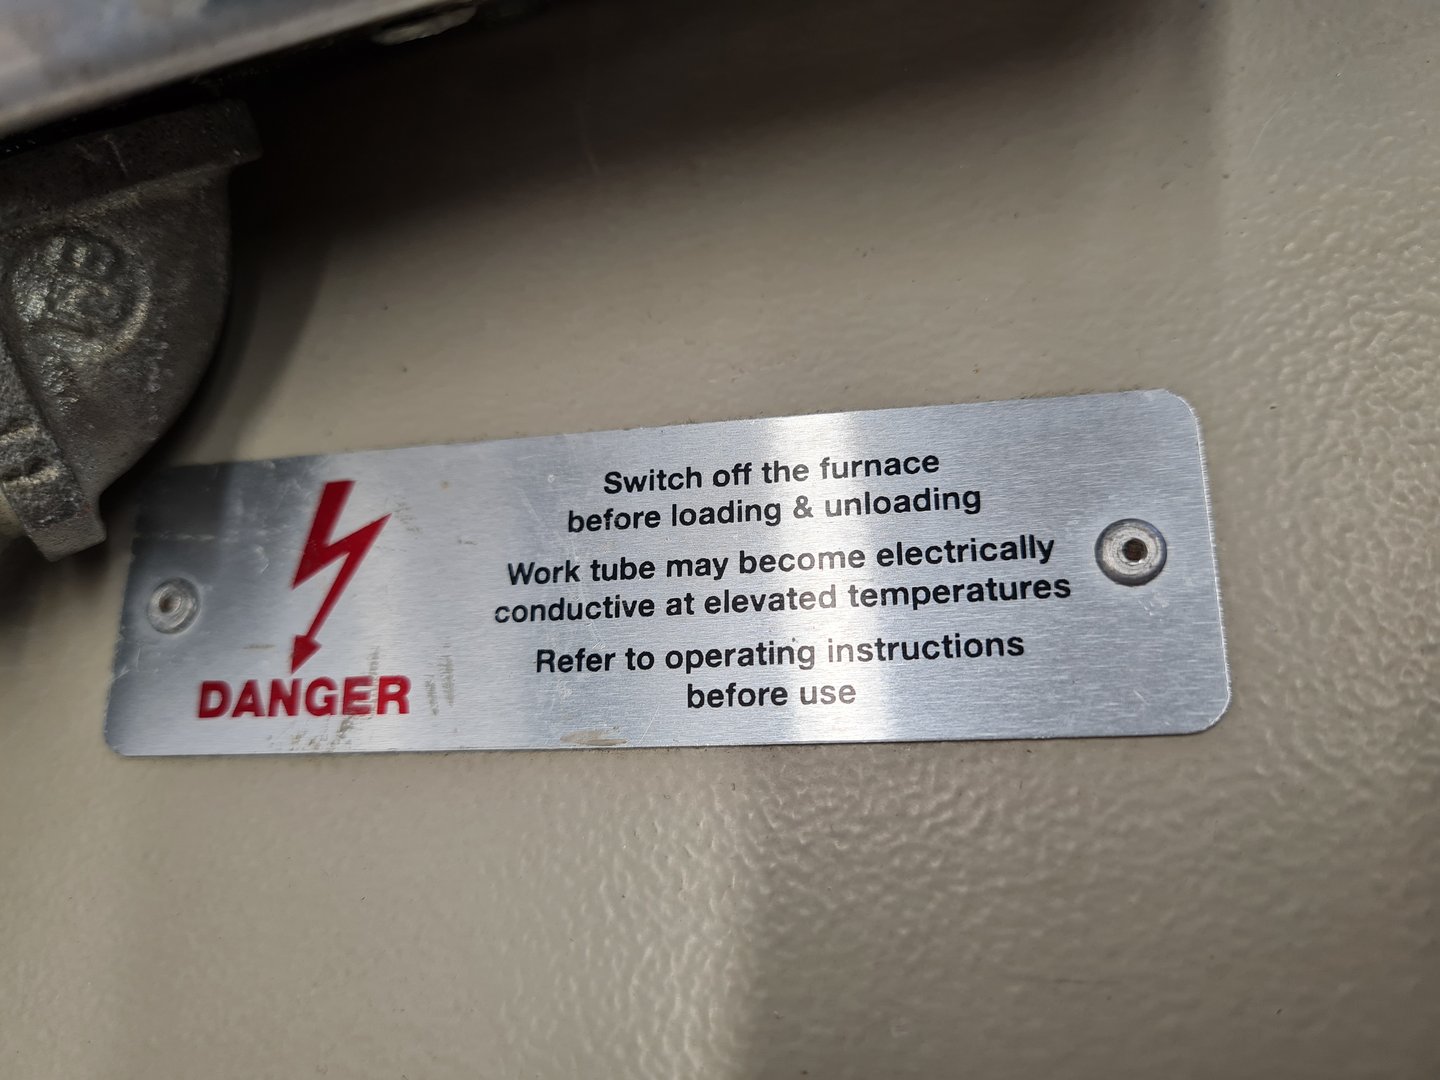 Switch off the furnace
before loading & unloading
Work tube may become electrically
conductive at elevated temperatures
Refer to operating instructions
before use
DANGER